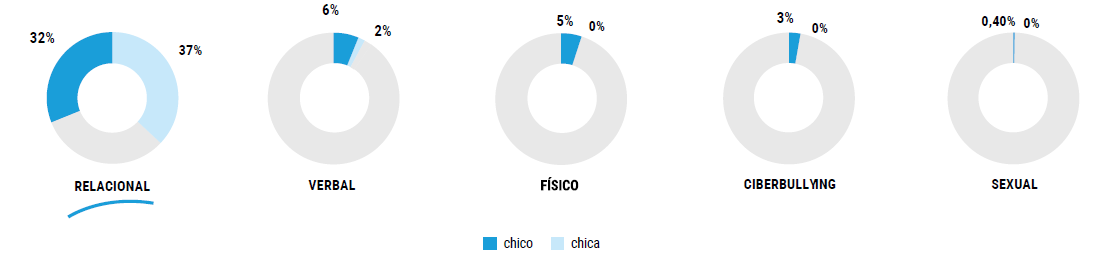 32%
37%
RELACIONAL
6%
2%
VERBAL
5%
0%
FÍSICO
3%
0%
CIBERBULLYING
0,40%
0%
SEXUAL
chico
chica